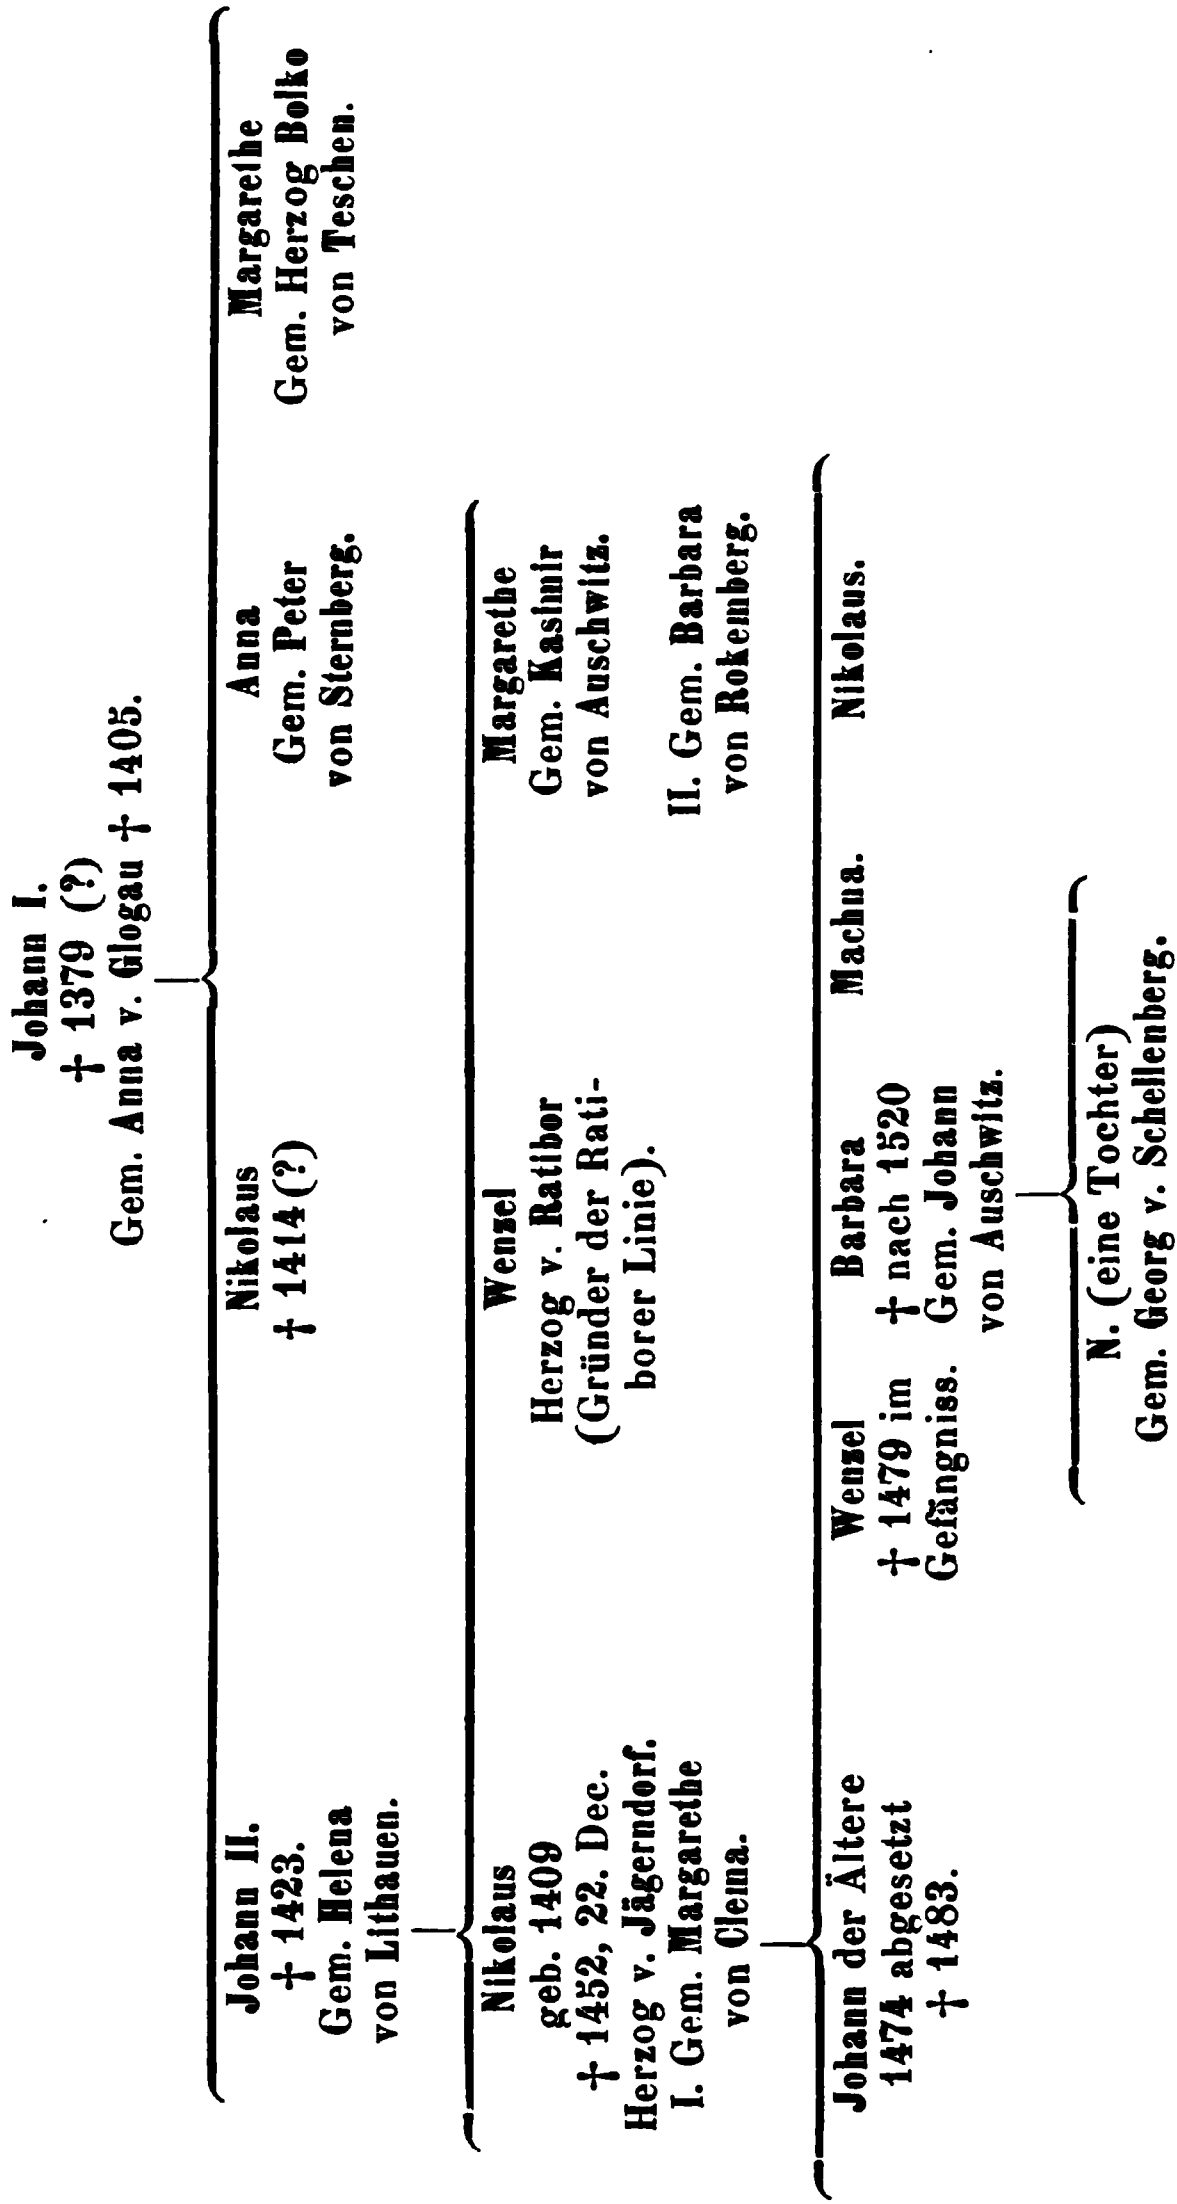 Johann I.
† 1379 (?)
Gem. Anna v. Glogau † 1405.
Johann II.
† 1423.
Gem. Helena
von Lithauen.
Nikolaus
† 1414 (?)
Anna
Gem. Peter
von Sternberg.
Margarethe
Gem. Herzog Bolko
von Teschen.
Nikolaus
geb. 1409
† 1452, 22. Dec.
Herzog v. Jägerndorf.
I. Gem. Margarethe
von Clema.
Wenzel
Herzog v. Ratibor
(Gründer der Rati-
borer Linie).
Margarethe
Gem. Kasimir
von Auschwitz.
II. Gem. Barbara
von Rokemberg.
Johann der Ältere
1474 abgesetzt
† 1483.
Wenzel
† 1479 im
Gefängniss.
Barbara
† nach 1520
Gem. Johann
von Auschwitz.
Machna.
Nikolaus.
N. (eine Tochter)
Gem. Georg v. Schellenberg.